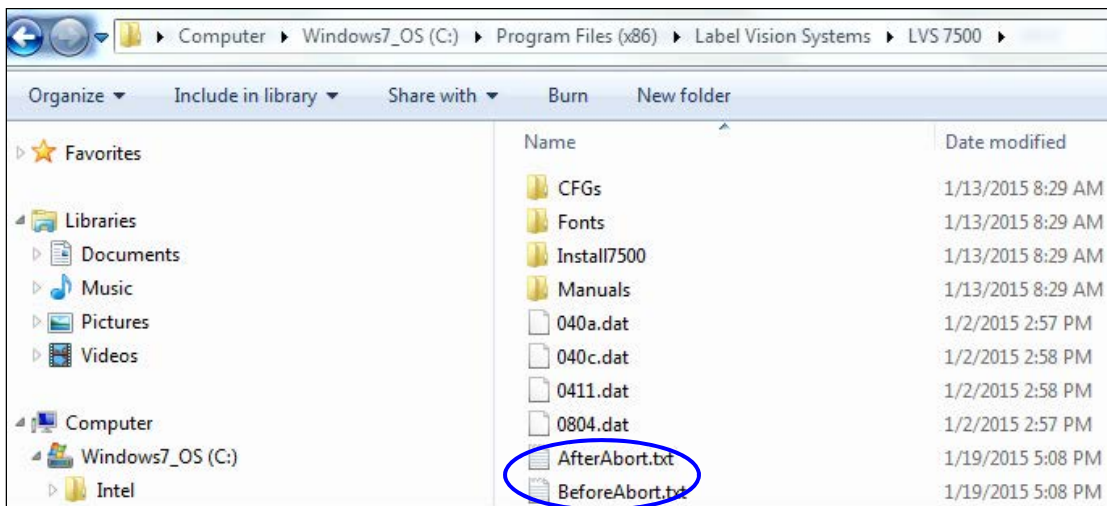 Computer Windows7_OS (C:) Program Files (x86) Label Vision Systems LVS 7500
Organize Include in library Share with Burn New folder
Favorites
Libraries
Documents
Music
Pictures
Videos
Computer
Windows7_OS (C:)
Intel
Name Date modified
CFGs 1/13/2015 8:29 AM
Fonts 1/13/2015 8:29 AM
Install7500 1/13/2015 8:29 AM
Manuals 1/13/2015 8:29 AM
040a.dat 1/2/2015 2:57 PM
040c.dat 1/2/2015 2:58 PM
0411.dat 1/2/2015 2:58 PM
0804.dat 1/2/2015 2:57 PM
AfterAbort.txt 1/19/2015 5:08 PM
BeforeAbort.txt 1/19/2015 5:08 PM